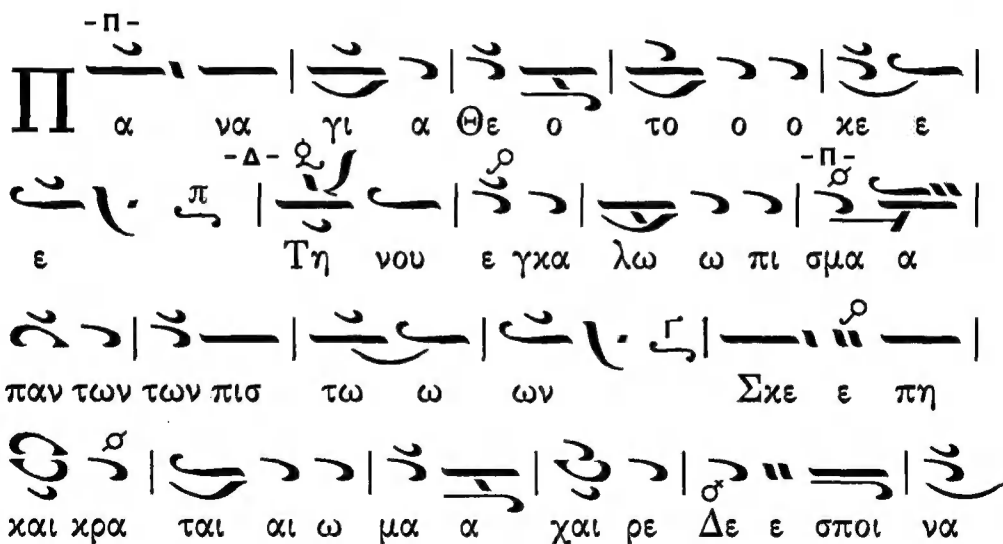 - Π -
Π α να γι α Θε ο το ο ο κε ε
- Δ - - Π -
π
ε Τη νου ε γκα λω ω πι σμα α
Γ
παν των των πισ τω ω ων Σκε ε πη
και κρα ται αι ω μα α χαι ρε Δε ε σποι να